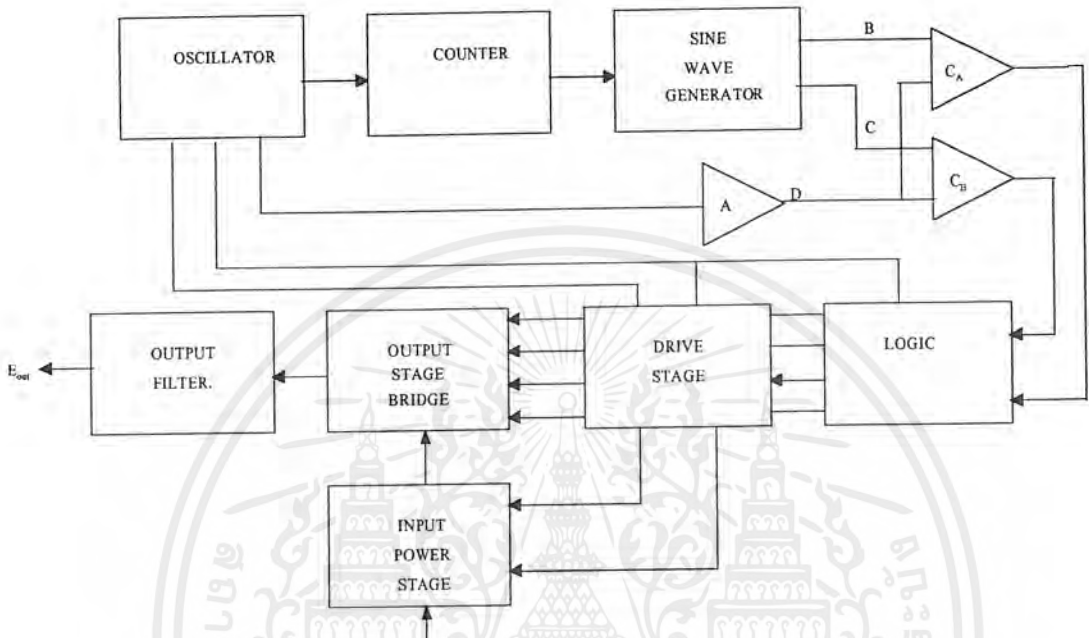 OSCILLATOR
COUNTER
SINE
WAVE
GENERATOR
B
C
C_A
C_B
A
D
E_out
OUTPUT
FILTER.
OUTPUT
STAGE
BRIDGE
DRIVE
STAGE
LOGIC
INPUT
POWER
STAGE